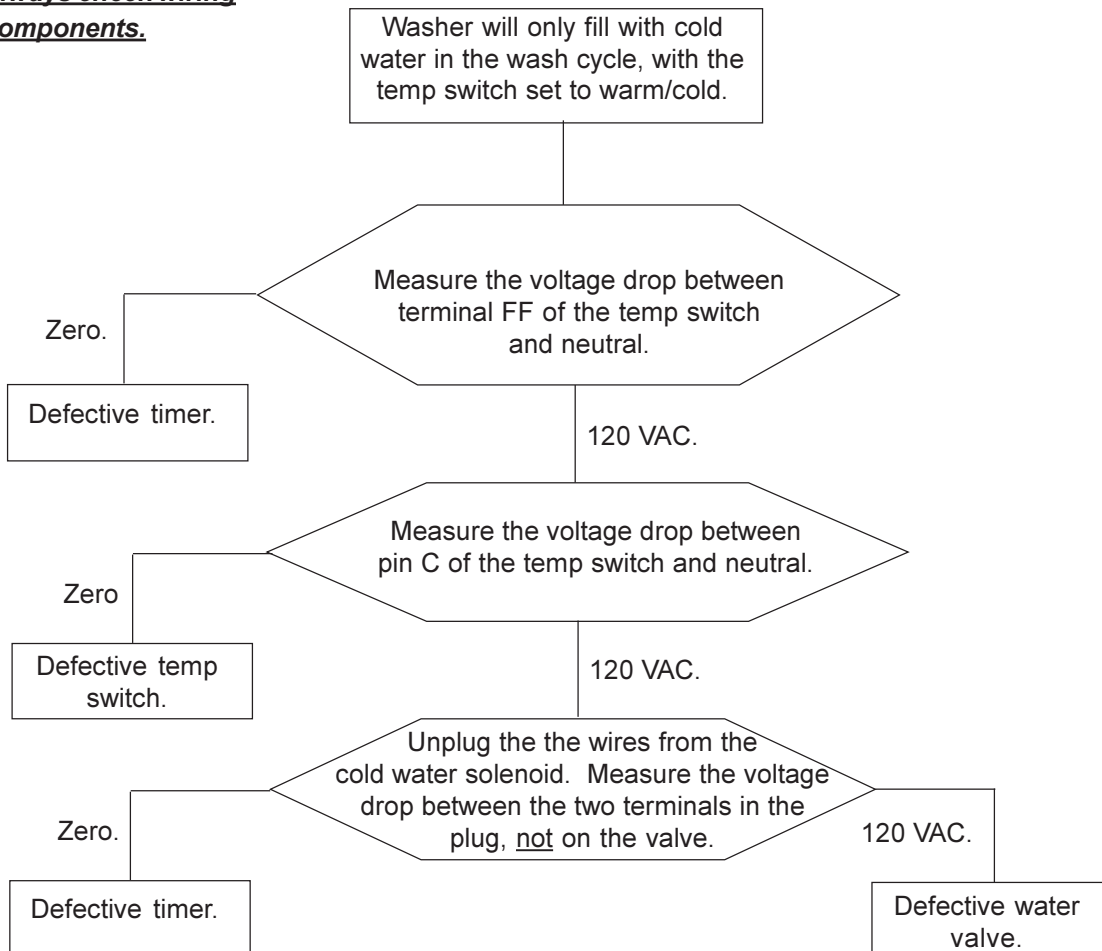 components.
Washer will only fill with cold
water in the wash cycle, with the
temp switch set to warm/cold.
Measure the voltage drop between
terminal FF of the temp switch
and neutral.
Zero.
Defective timer.
120 VAC.
Measure the voltage drop between
pin C of the temp switch and neutral.
Zero
Defective temp
switch.
120 VAC.
Unplug the the wires from the
cold water solenoid. Measure the voltage
drop between the two terminals in the
plug, not on the valve.
Zero.
120 VAC.
Defective timer.
Defective water
valve.